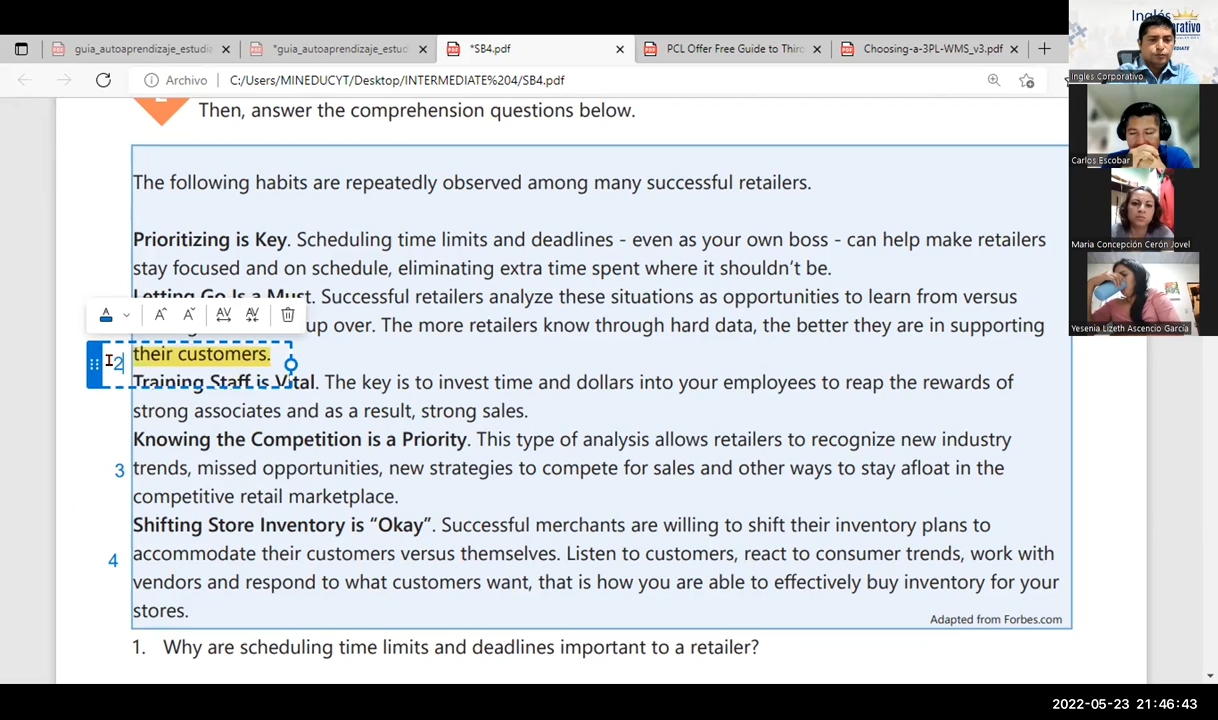 guia_autoaprendizaje_estudia
*guia_autoaprendizaje_estud
*SB4.pdf
PCL Offer Free Guide to Thir
Choosing-a-3PL-WMS_v3.pdf
Archivo
C:/Users/MINEDUCYT/Desktop/INTERMEDIATE%204/SB4.pdf
Inglés
Inglés Corporativo
Carlos Escobar
Maria Concepción Cerón Jovel
Yesenia Lizeth Ascencio García
Then, answer the comprehension questions below.
The following habits are repeatedly observed among many successful retailers.
Prioritizing is Key. Scheduling time limits and deadlines - even as your own boss - can help make retailers
stay focused and on schedule, eliminating extra time spent where it shouldn't be.
Letting Go Is a Must. Successful retailers analyze these situations as opportunities to learn from versus
up over. The more retailers know through hard data, the better they are in supporting
2
their customers.
Training Staff is Vital. The key is to invest time and dollars into your employees to reap the rewards of
strong associates and as a result, strong sales.
Knowing the Competition is a Priority. This type of analysis allows retailers to recognize new industry
3
trends, missed opportunities, new strategies to compete for sales and other ways to stay afloat in the
competitive retail marketplace.
Shifting Store Inventory is “Okay”. Successful merchants are willing to shift their inventory plans to
4
accommodate their customers versus themselves. Listen to customers, react to consumer trends, work with
vendors and respond to what customers want, that is how you are able to effectively buy inventory for your
stores.
Adapted from Forbes.com
1. Why are scheduling time limits and deadlines important to a retailer?
2022-05-23 21:46:43